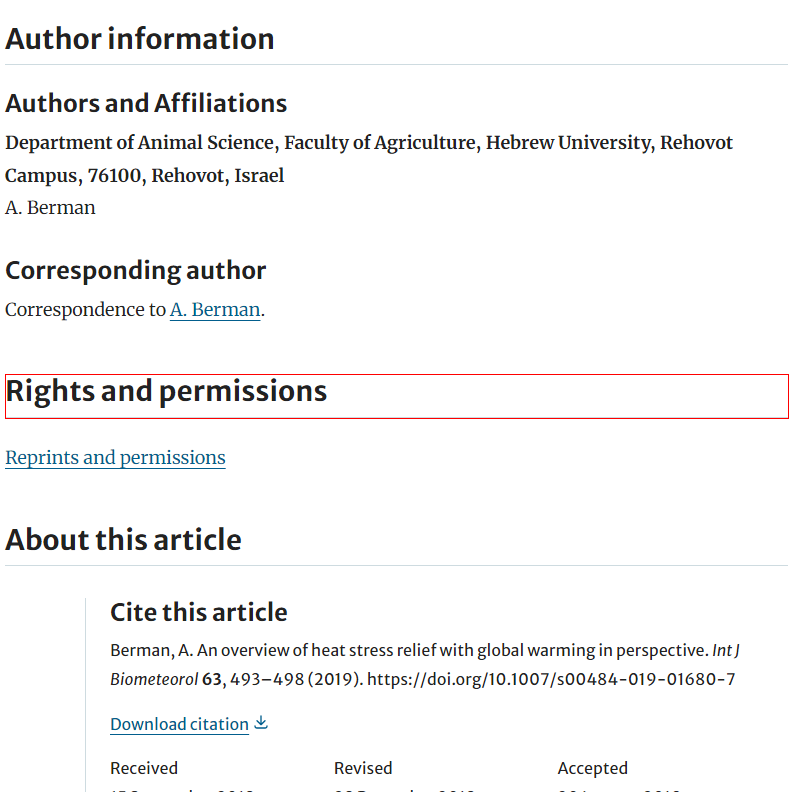 Author information
Authors and Affiliations
Department of Animal Science, Faculty of Agriculture, Hebrew University, Rehovot
Campus, 76100, Rehovot, Israel
A. Berman
Corresponding author
Correspondence to A. Berman.
Rights and permissions
Reprints and permissions
About this article
Cite this article
Berman, A. An overview of heat stress relief with global warming in perspective. Int J
Biometeorol 63, 493–498 (2019). https://doi.org/10.1007/s00484-019-01680-7
Download citation
Received Revised Accepted